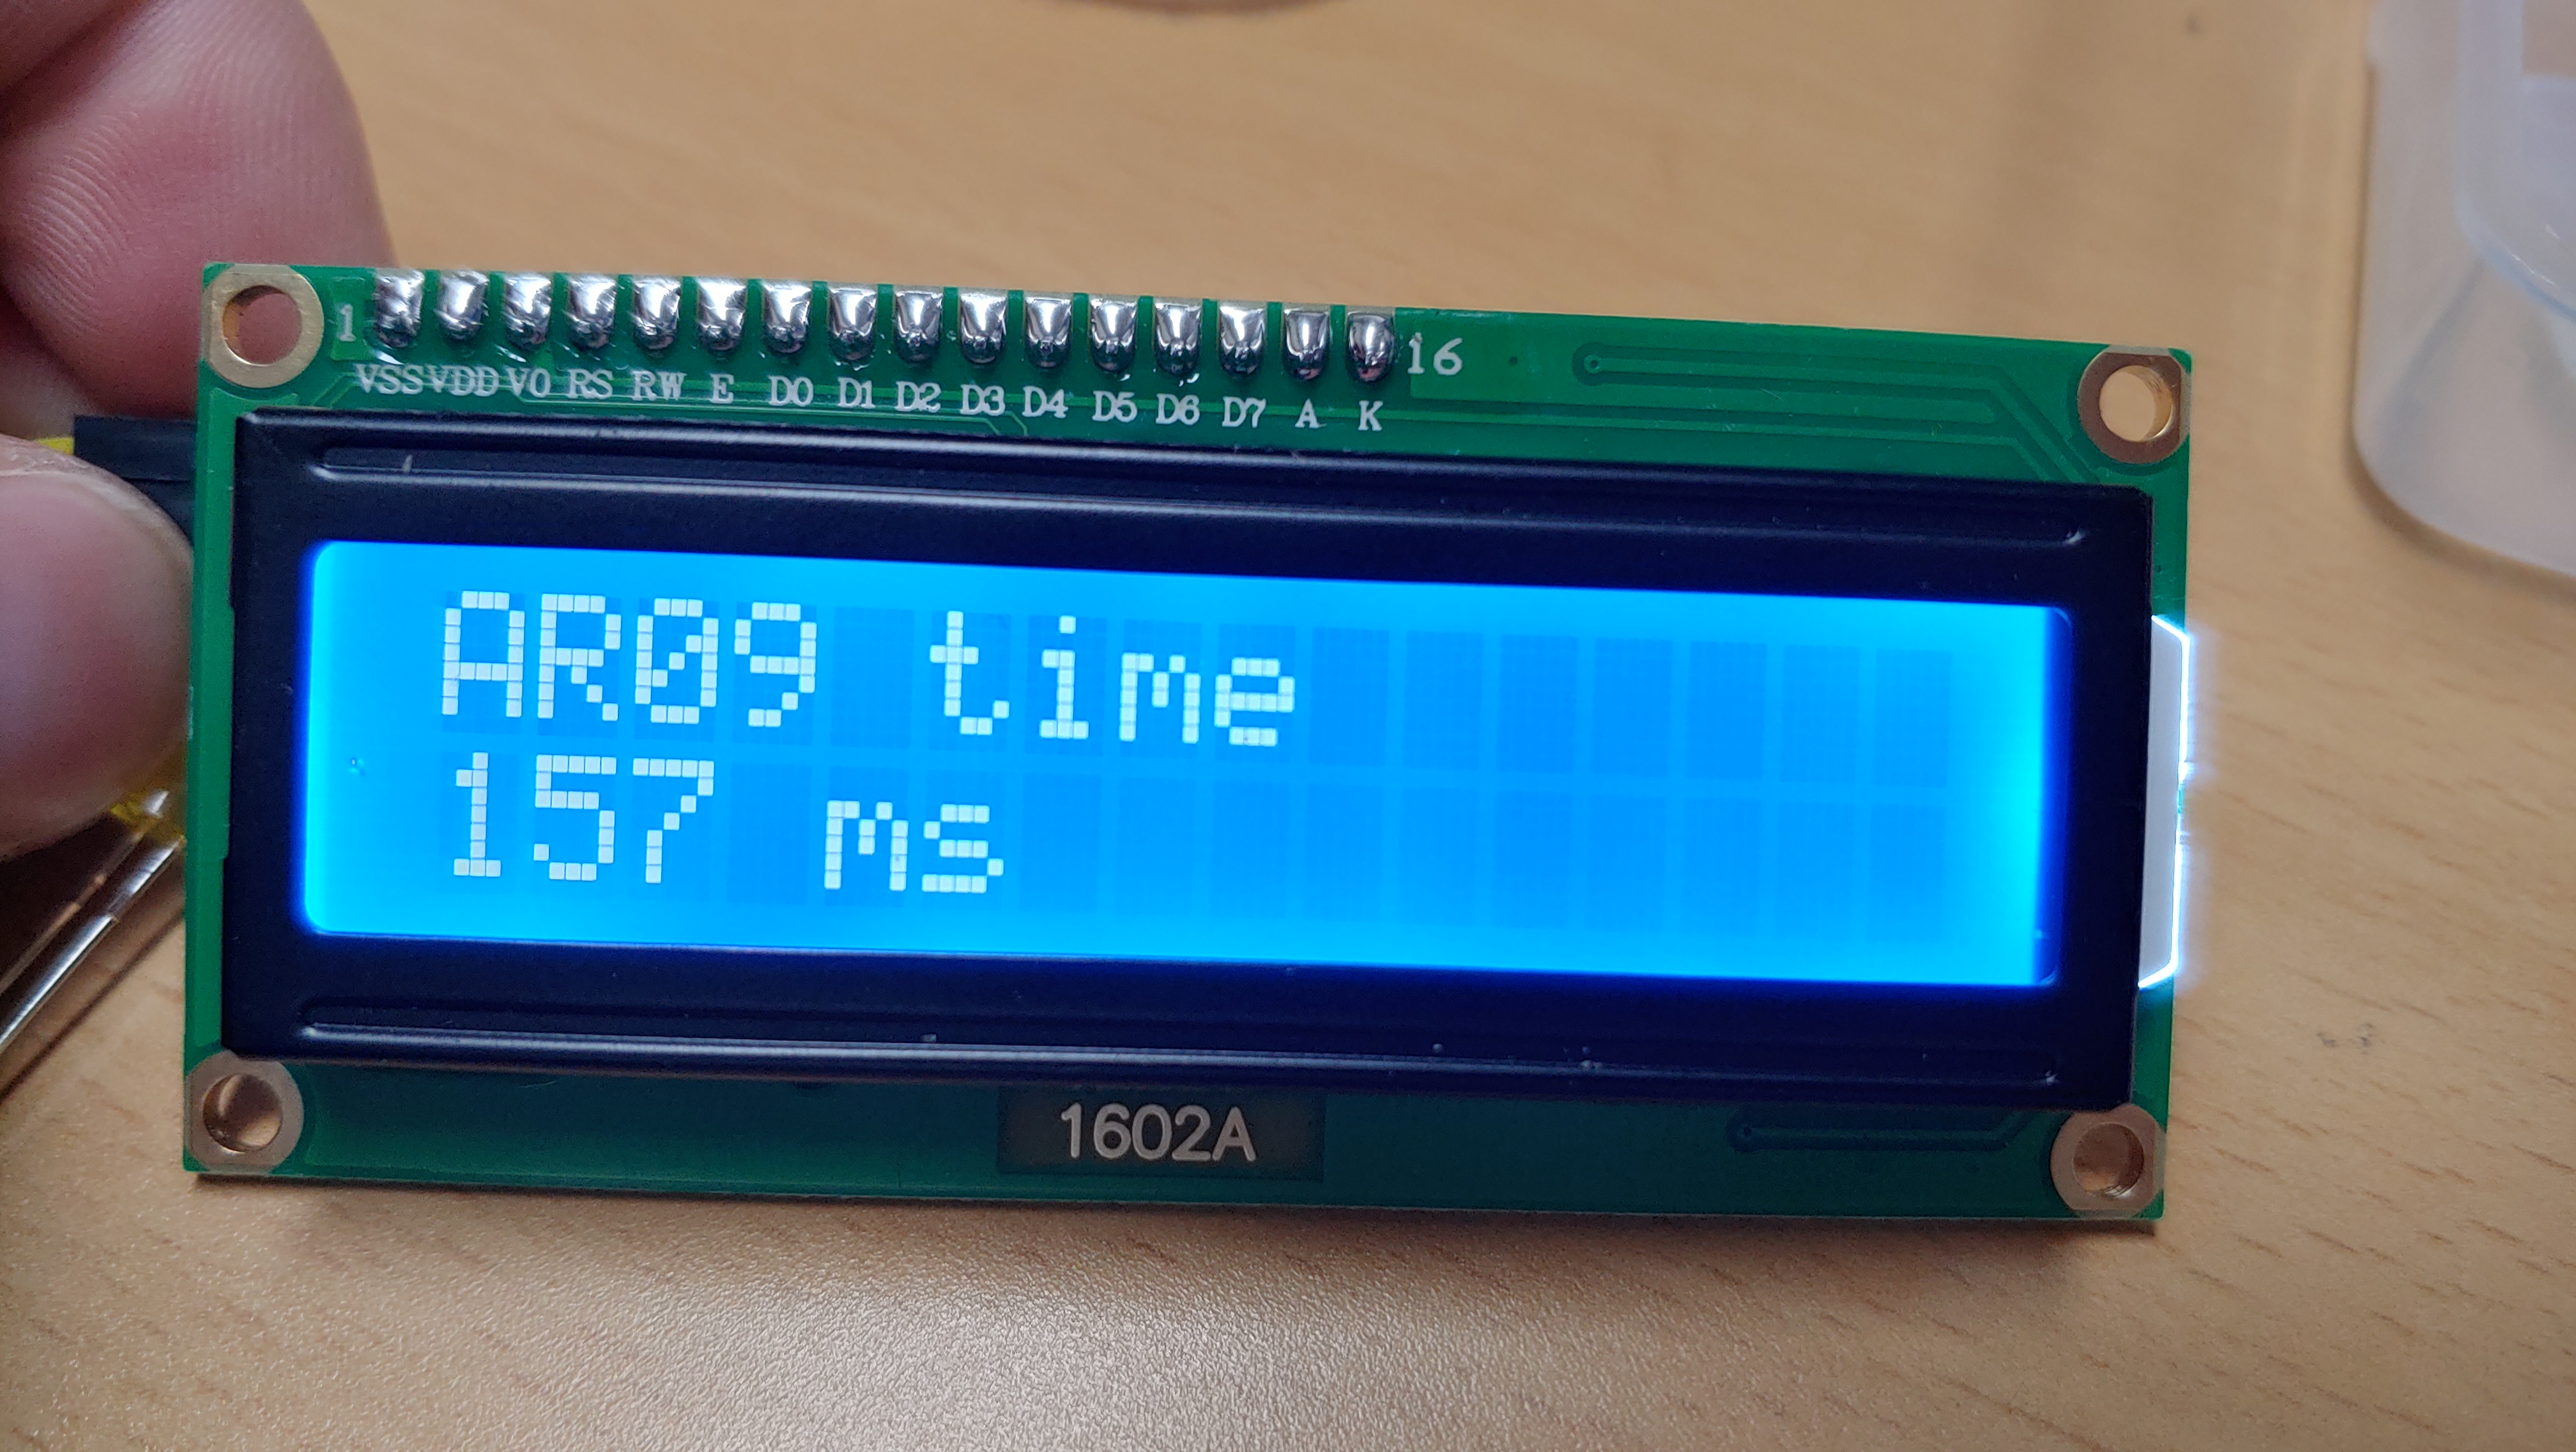 1 16
VSS VDD V0 RS RW E D0 D1 D2 D3 D4 D5 D6 D7 A K
AR09 time
157 ms
1602A